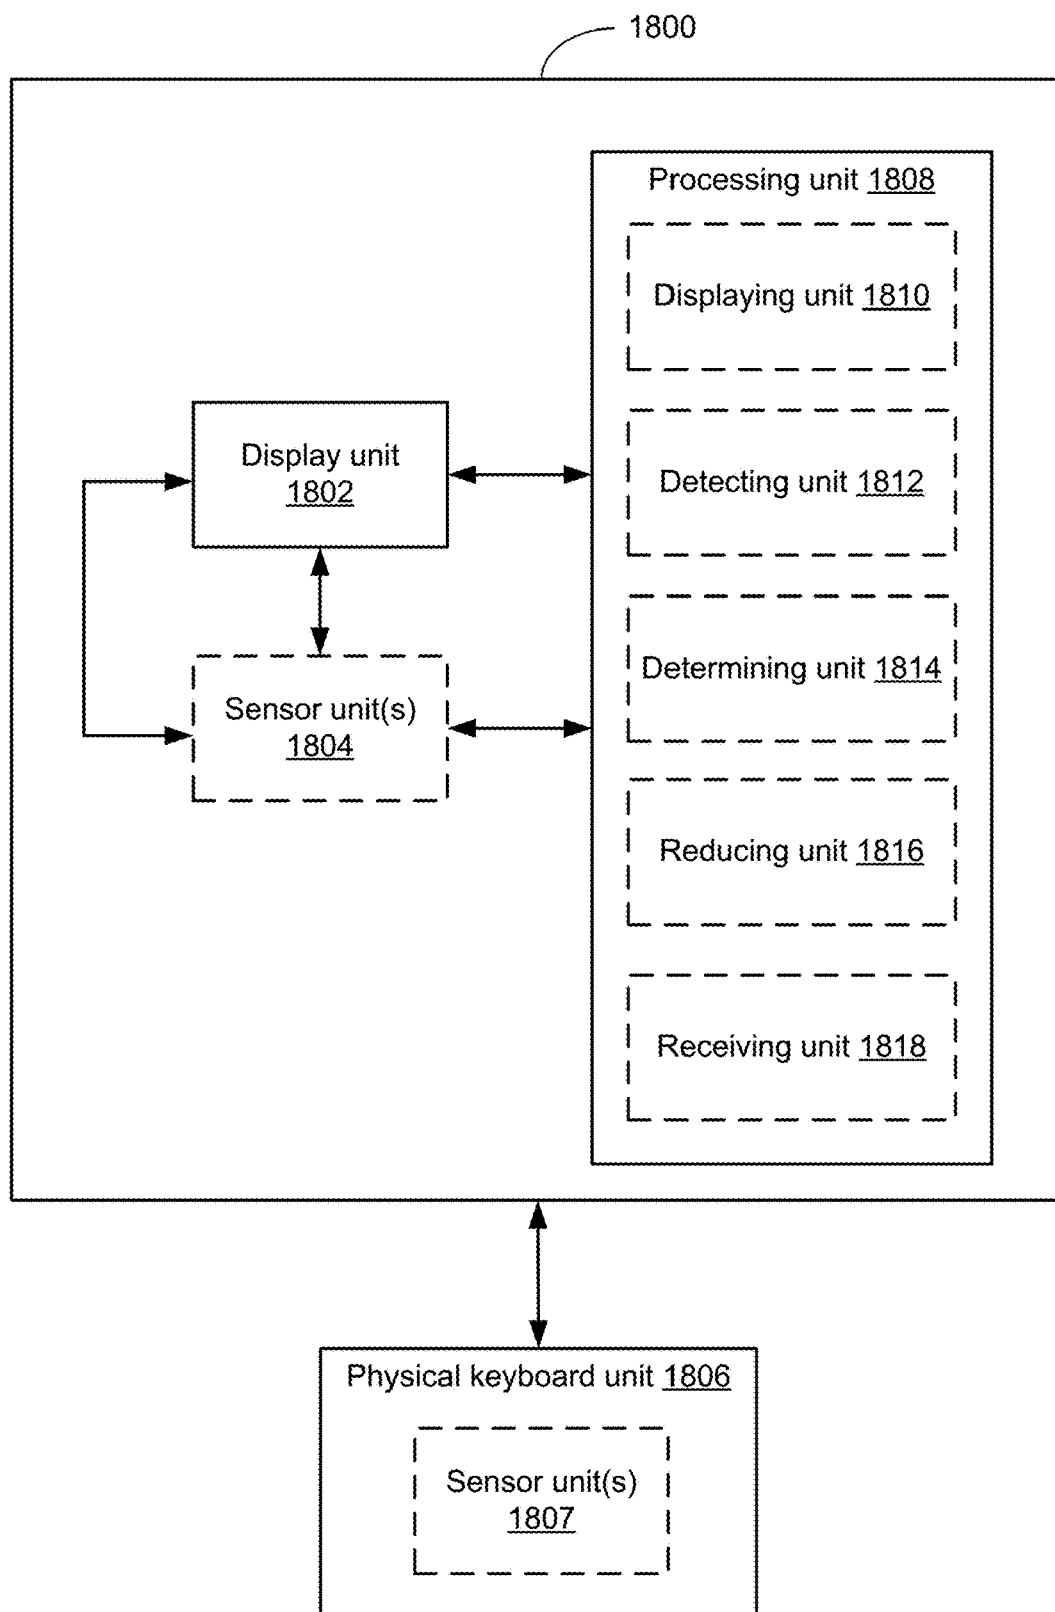 1800
Processing unit 1808
Displaying unit 1810
Display unit
1802
Detecting unit 1812
Determining unit 1814
Sensor unit(s)
1804
Reducing unit 1816
Receiving unit 1818
Physical keyboard unit 1806
Sensor unit(s)
1807